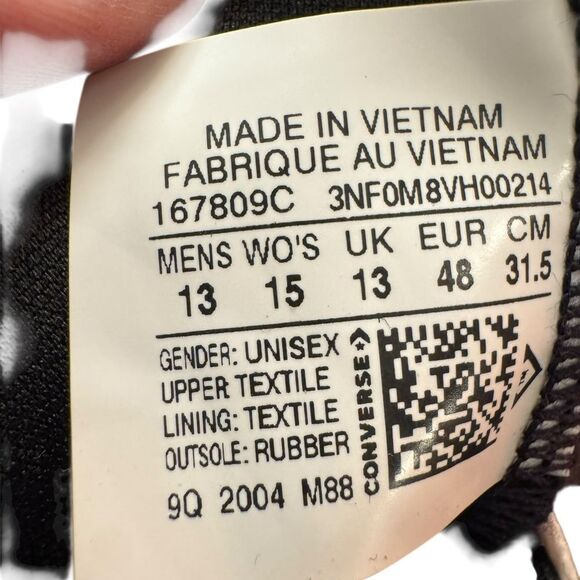 MADE IN VIETNAM
FABRIQUE AU VIETNAM
167809C 3NF0M8VH00214
MENS WO'S UK EUR CM
13 15 13 48 31.5
GENDER: UNISEX
UPPER TEXTILE
LINING: TEXTILE
OUTSOLE: RUBBER
9Q 2004 M88
CONVERSE